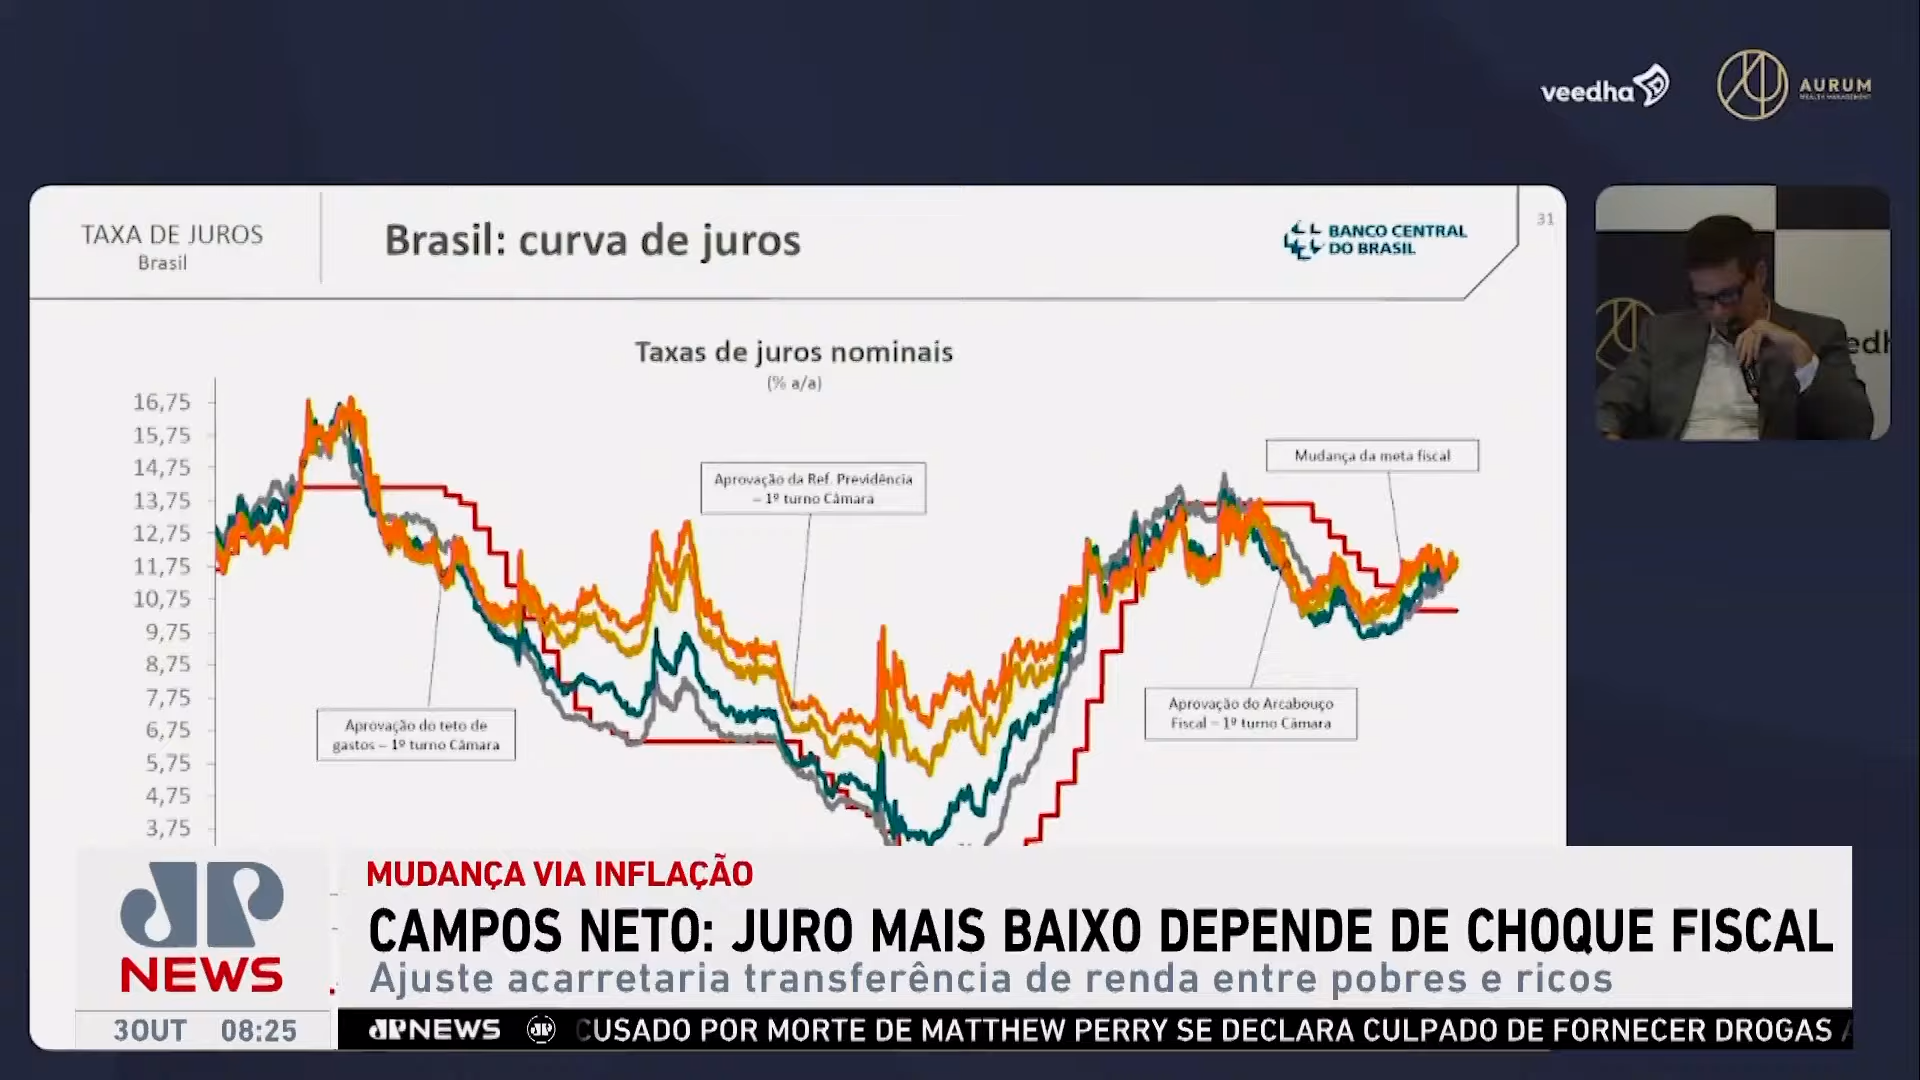 veedha
AURUM
WEALTH MANAGEMENT
TAXA DE JUROS
Brasil
Brasil: curva de juros
BANCO CENTRAL
DO BRASIL
31
edh
Taxas de juros nominais
(% a/a)
16,75
15,75
14,75
13,75
12,75
11,75
10,75
9,75
8,75
7,75
6,75
5,75
4,75
3,75
Aprovação da Ref. Previdência
– 1º turno Câmara
Mudança da meta fiscal
Aprovação do teto de
gastos – 1º turno Câmara
Aprovação do Arcabouço
Fiscal – 1º turno Câmara
JP
NEWS
MUDANÇA VIA INFLAÇÃO
CAMPOS NETO: JURO MAIS BAIXO DEPENDE DE CHOQUE FISCAL
Ajuste acarretaria transferência de renda entre pobres e ricos
3OUT 08:25
JPNEWS JP CUSADO POR MORTE DE MATTHEW PERRY SE DECLARA CULPADO DE FORNECER DROGAS